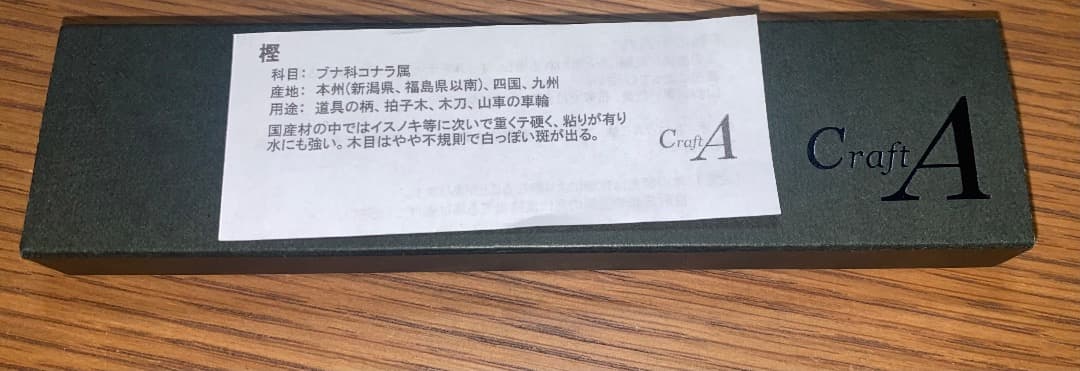 樫
科目： ブナ科コナラ属
産地： 本州（新潟県、福島県以南）、四国、九州
用途： 道具の柄、拍子木、木刀、山車の車輪
国産材の中ではイスノキ等に次いで重くテ硬く、粘りが有り
水にも強い。木目はやや不規則で白っぽい斑が出る。
Craft A
Craft A